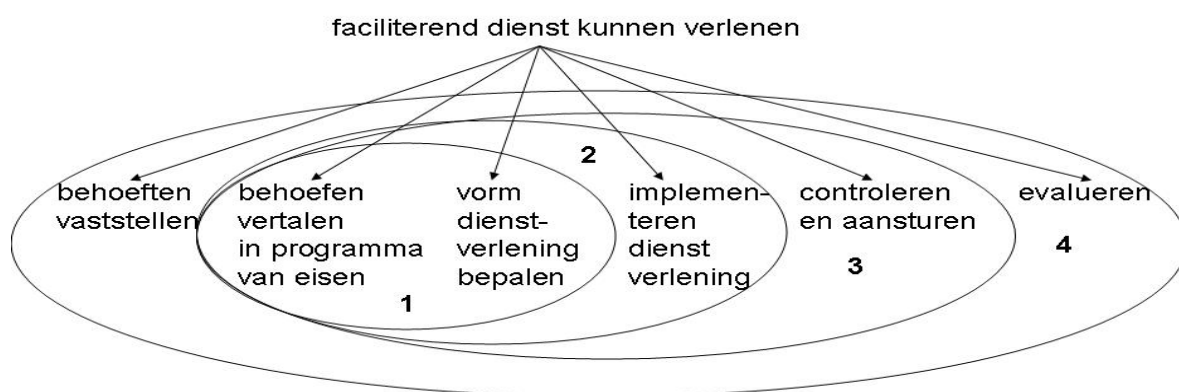 faciliterend dienst kunnen verlenen
2
behoeften
vaststellen
behoefen
vertalen
in programma
van eisen
vorm
dienst-
verlening
bepalen
implemen-
teren
dienst
verlening
controleren
en aansturen
evalueren
1
3
4